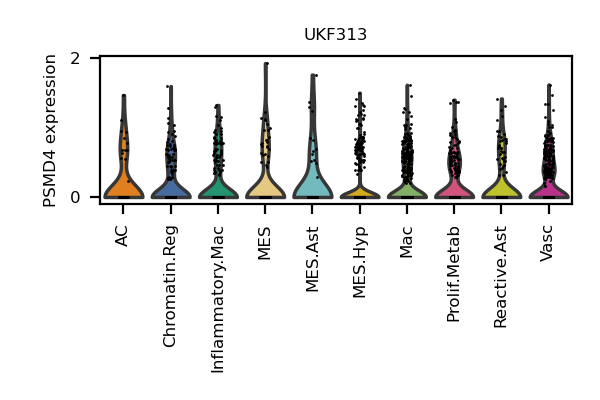 UKF313
PSMD4 expression
2
0
AC
Chromatin.Reg
Inflammatory.Mac
MES
MES.Ast
MES.Hyp
Mac
Prolif.Metab
Reactive.Ast
Vasc